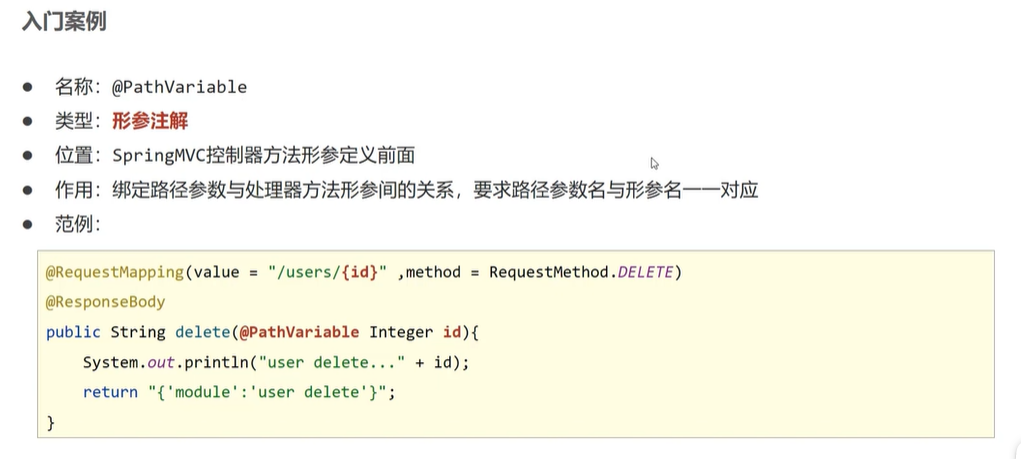 入门案例
● 名称：@PathVariable
● 类型：形参注解
● 位置：SpringMVC控制器方法形参定义前面
● 作用：绑定路径参数与处理器方法形参间的关系，要求路径参数名与形参名一一对应
● 范例：
@RequestMapping(value = "/users/{id}" ,method = RequestMethod.DELETE)
@ResponseBody
public String delete(@PathVariable Integer id){
    System.out.println("user delete..." + id);
    return "{'module':'user delete'}";
}